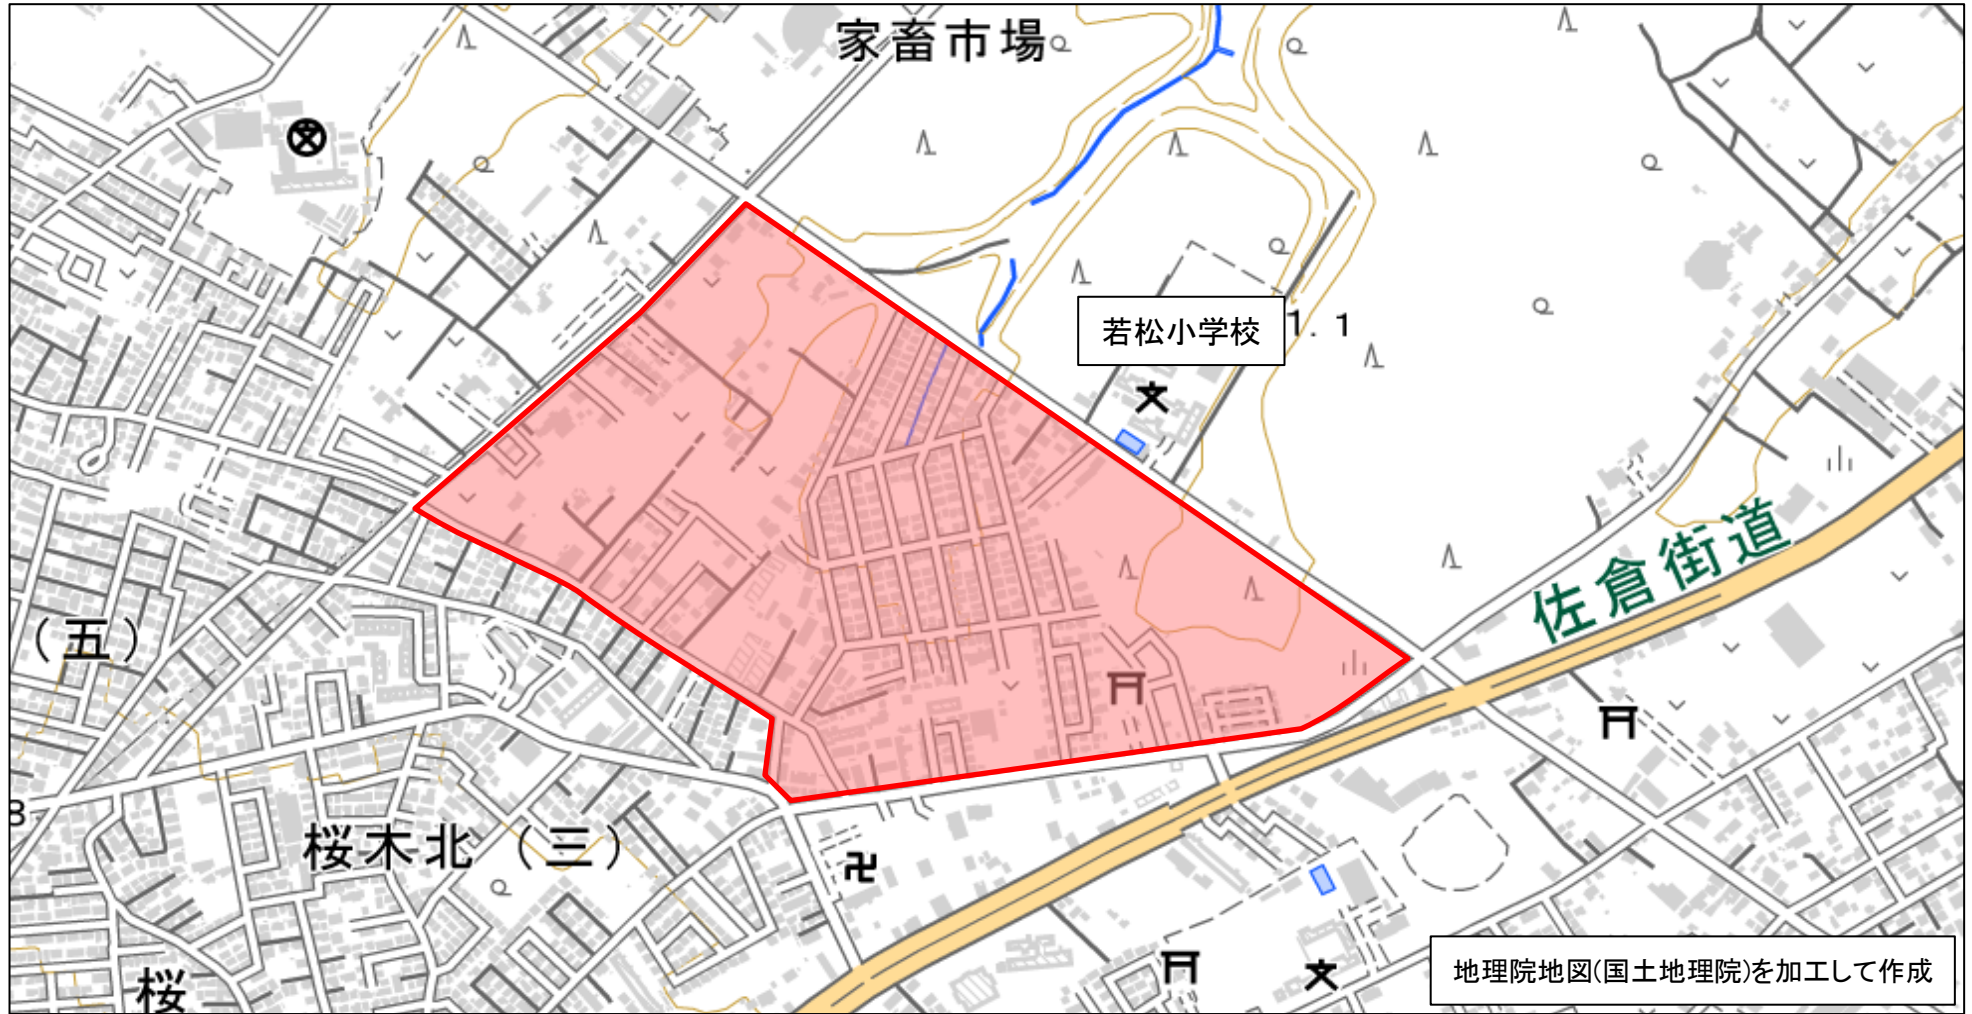 家畜市場
若松小学校
1.1
佐倉街道
(五)
8
桜木北(三)
桜
地理院地図(国土地理院)を加工して作成